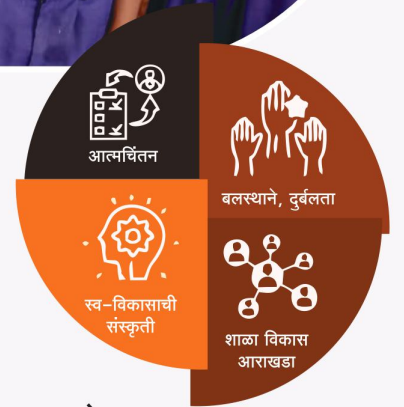 आत्मचिंतन
बलस्थाने, दुर्बलता
स्व-विकासाची
संस्कृती
शाळा विकास
आराखडा